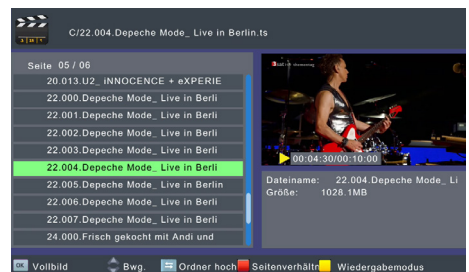 C/22.004.Depeche Mode_ Live in Berlin.ts
Seite 05 / 06
20.013.U2_ iNNOCENCE + eXPERIE
22.000.Depeche Mode_ Live in Berli
22.001.Depeche Mode_ Live in Berli
22.002.Depeche Mode_ Live in Berli
22.003.Depeche Mode_ Live in Berli
22.004.Depeche Mode_ Live in Berli
22.005.Depeche Mode_ Live in Berlin
22.006.Depeche Mode_ Live in Berli
22.007.Depeche Mode_ Live in Berli
24.000.Frisch gekocht mit Andi und
00:04:30/00:10:00
Dateiname: 22.004.Depeche Mode_ Li
Größe: 1028.1MB
OK Vollbild Bwg. Ordner hoch Seitenverhältn Wiedergabemodus